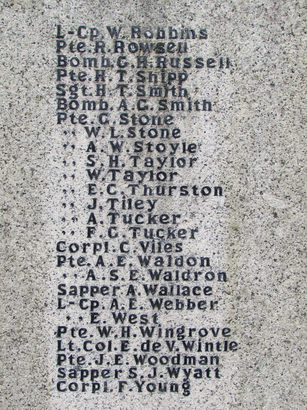 L-Cp. W. Robbins
Pte. R. Rowsell
Bomb. G. H. Russell
Pte. H. T. Shipp
Sgt. H. T. Smith
Bomb. A. G. Smith
Pte. C. Stone
" W. L. Stone
" A. W. Stoyle
" S. H. Taylor
" W. Taylor
" E. C. Thurston
" J. Tiley
" A. Tucker
" F. C. Tucker
Corpl. C. Vlies
Pte. A. E. Waldon
" A. S. E. Waldron
Sapper A. Wallace
L-Cp. A. E. Webber
" E. West
Pte. W. H. Wingrove
Lt. Col. E. de V. Wintle
Pte. J. E. Woodman
Sapper S. J. Wyatt
Corpl. F. Young